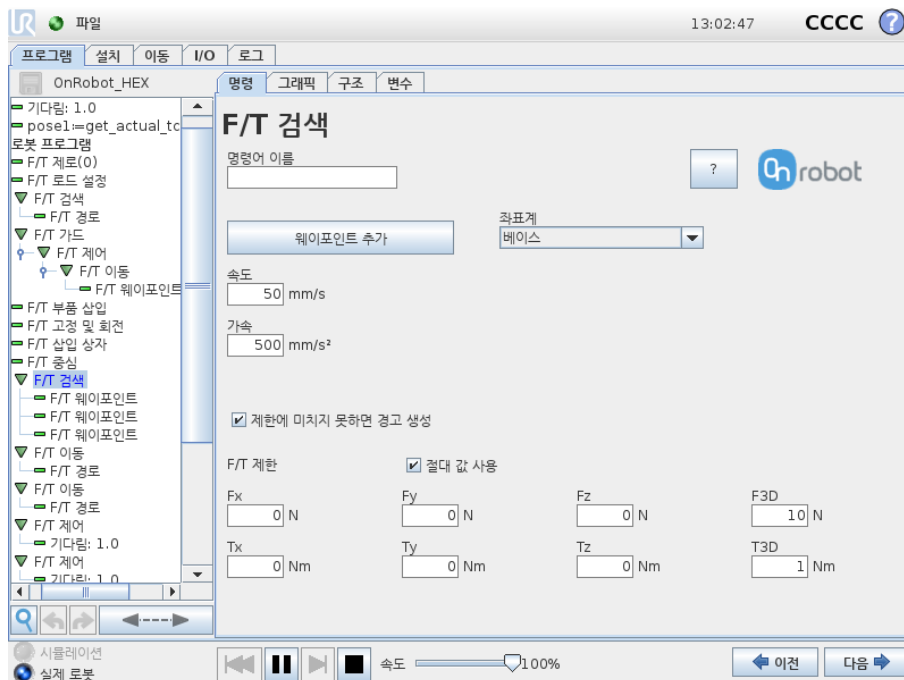 파일
13:02:47
CCCC
?
프로그램 설치 이동 I/O 로그
OnRobot_HEX
명령 그래픽 구조 변수
기다림: 1.0
pose1≔get_actual_tc
로봇 프로그램
F/T 제로(0)
F/T 로드 설정
F/T 검색
F/T 경로
F/T 가드
F/T 제어
F/T 이동
F/T 웨이포인트
F/T 부품 삽입
F/T 고정 및 회전
F/T 삽입 상자
F/T 중심
F/T 검색
F/T 웨이포인트
F/T 웨이포인트
F/T 웨이포인트
F/T 이동
F/T 경로
F/T 이동
F/T 경로
F/T 제어
기다림: 1.0
F/T 제어
기다림: 1.0
F/T 검색
명령어 이름
?
On robot
웨이포인트 추가
좌표계
베이스
속도
50 mm/s
가속
500 mm/s²
제한에 미치지 못하면 경고 생성
F/T 제한
절대 값 사용
Fx Fy Fz F3D
0 N 0 N 0 N 10 N
Tx Ty Tz T3D
0 Nm 0 Nm 0 Nm 1 Nm
시뮬레이션
실제 로봇
속도 100%
이전
다음